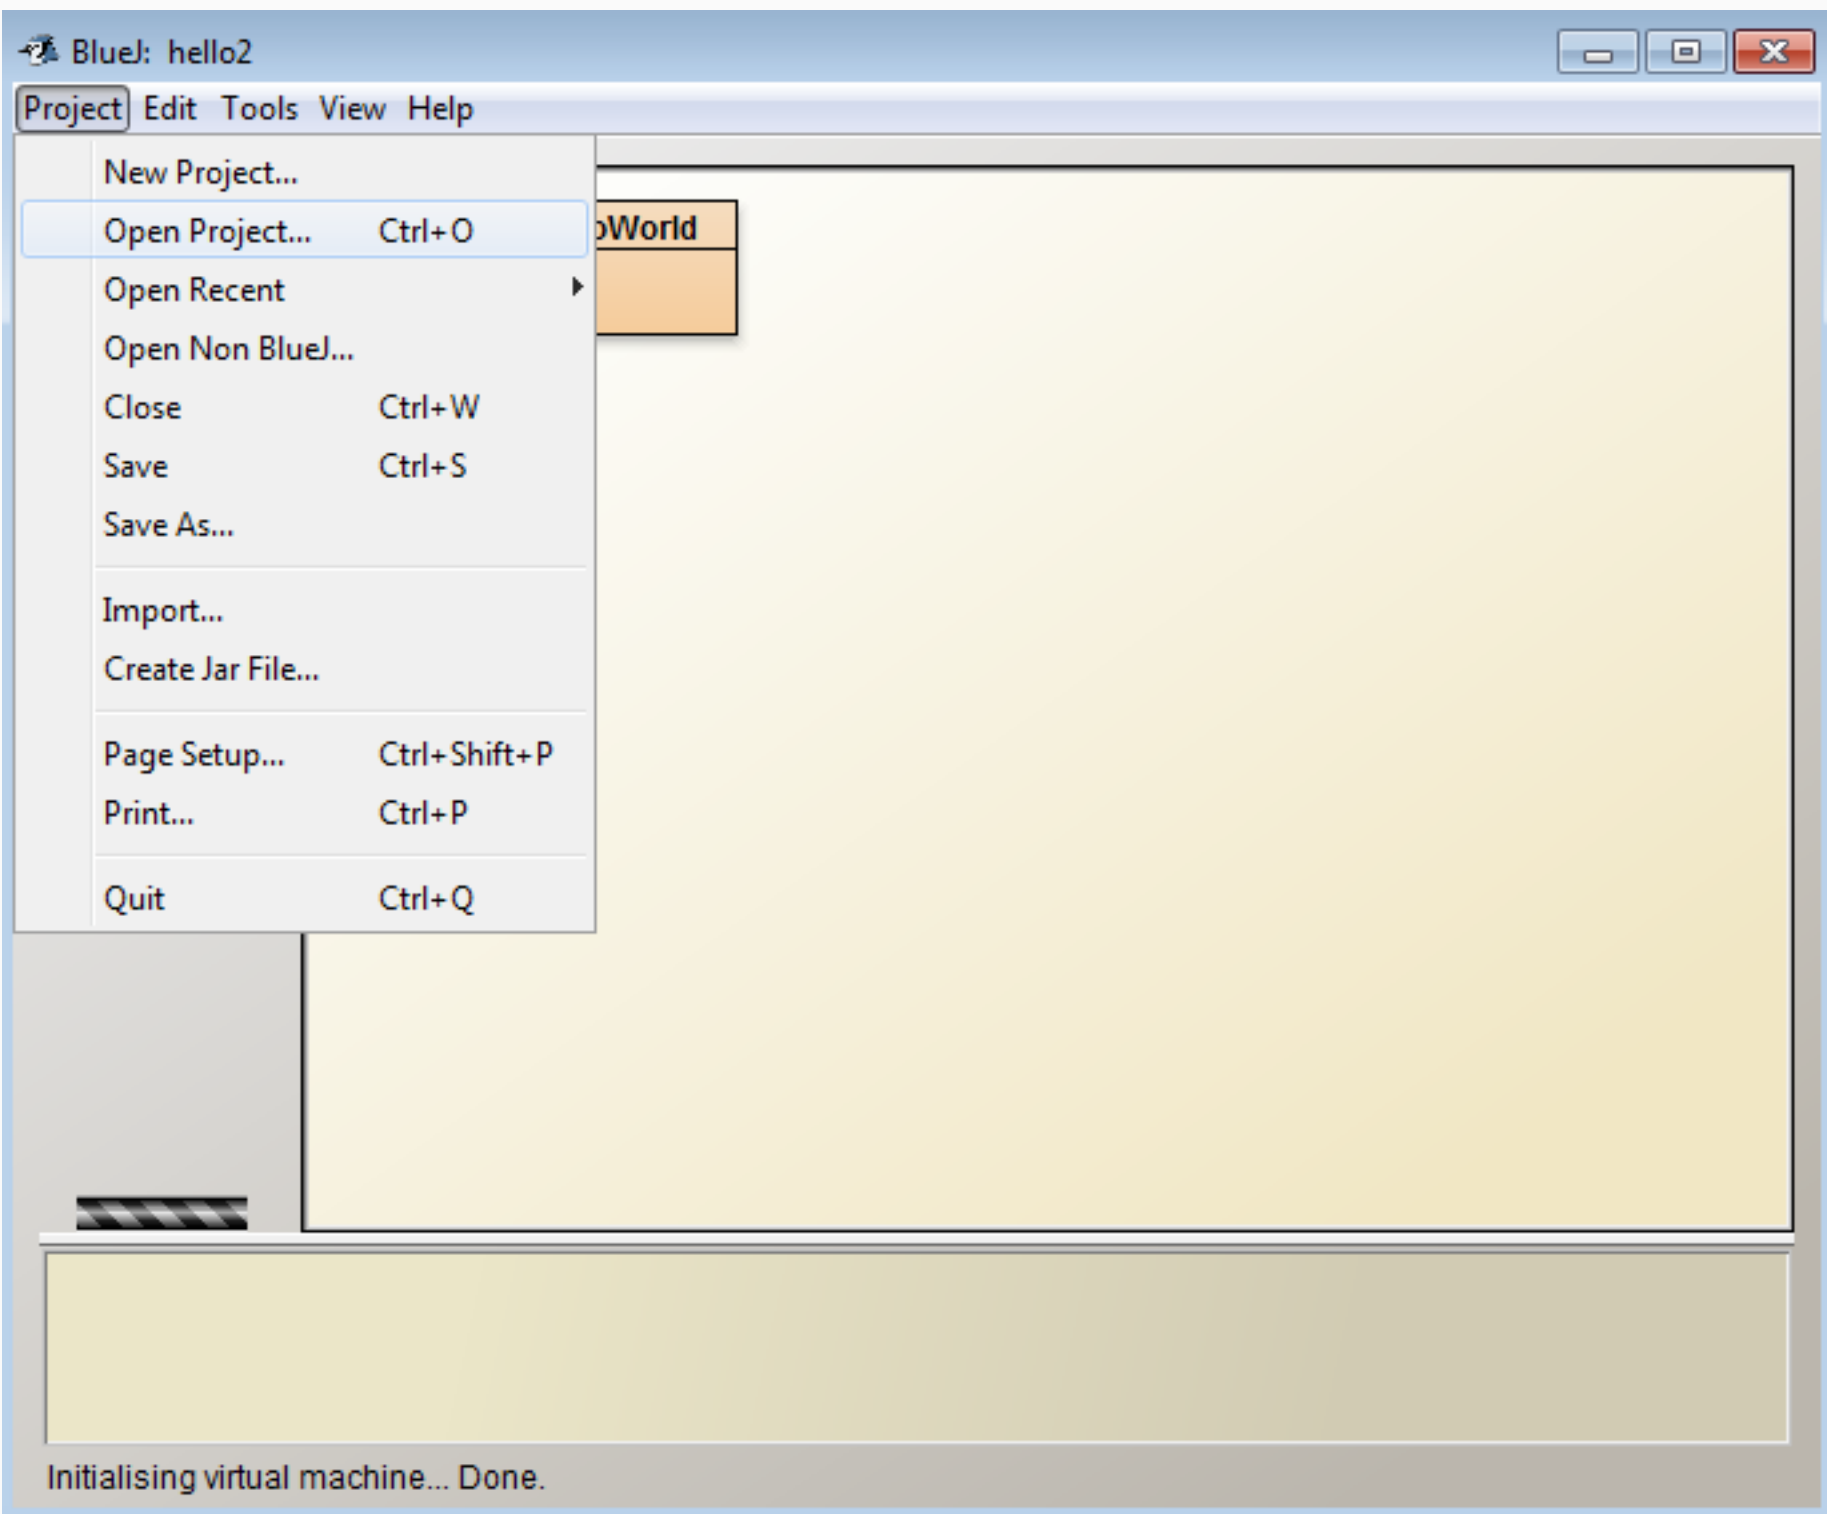 BlueJ: hello2
Project Edit Tools View Help
New Project...
Open Project... Ctrl+O
oWorld
Open Recent
Open Non BlueJ...
Close Ctrl+W
Save Ctrl+S
Save As...
Import...
Create Jar File...
Page Setup... Ctrl+Shift+P
Print... Ctrl+P
Quit Ctrl+Q
Initialising virtual machine... Done.